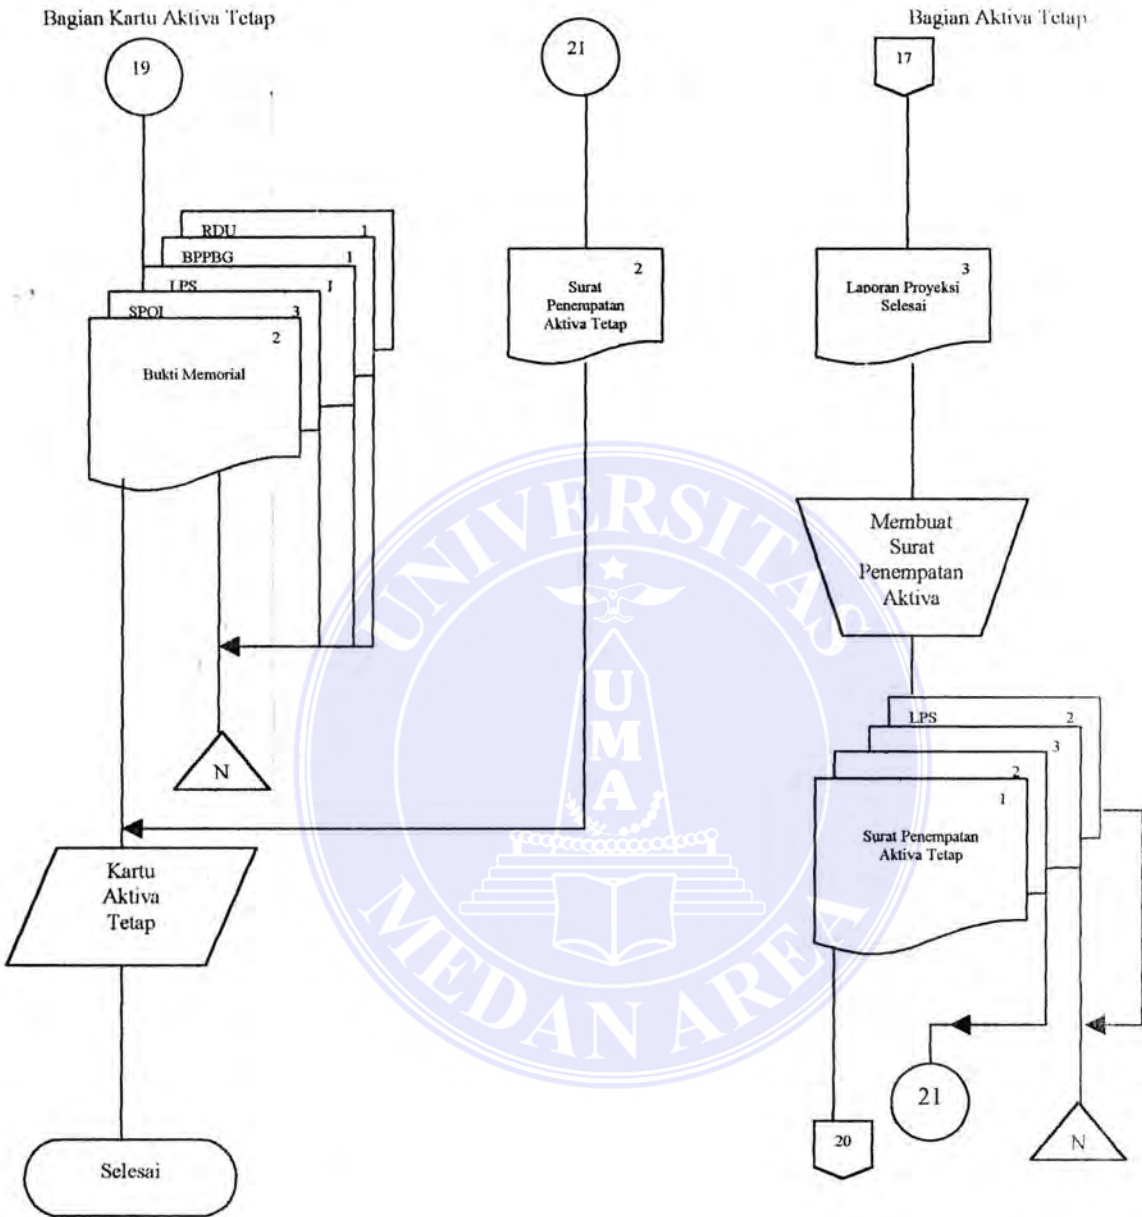 Bagian Kartu Aktiva Tetap
19
RDU 1
BPPBG 1
LPS 1
SPOL 3
2
Bukti Memorial
N
Kartu
Aktiva
Tetap
Selesai
21
2
Surat
Penempatan
Aktiva Tetap
Bagian Aktiva Tetap
17
3
Laporan Proyeksi
Selesai
Membuat
Surat
Penempatan
Aktiva
LPS 2
3
2
1
Surat Penempatan
Aktiva Tetap
21
20
N
UNIVERSITAS
UMA
MEDAN AREA